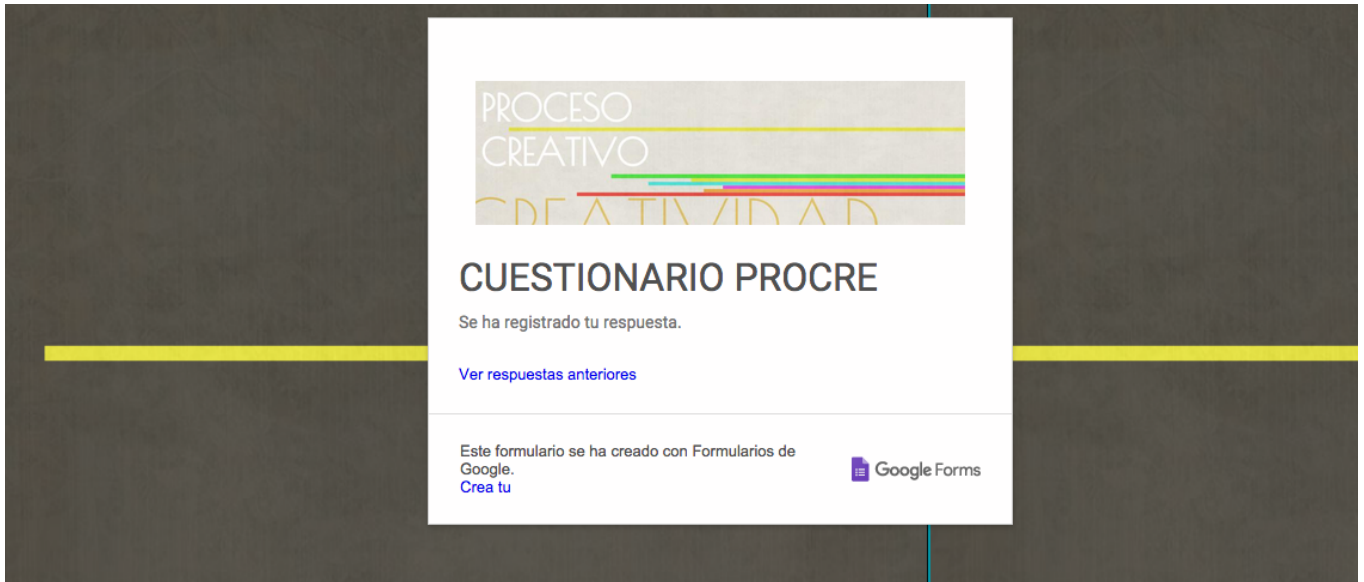 PROCESO
CREATIVO
CREATIVIDAD
CUESTIONARIO PROCRE
Se ha registrado tu respuesta.
Ver respuestas anteriores
Este formulario se ha creado con Formularios de
Google.
Crea tu
Google Forms